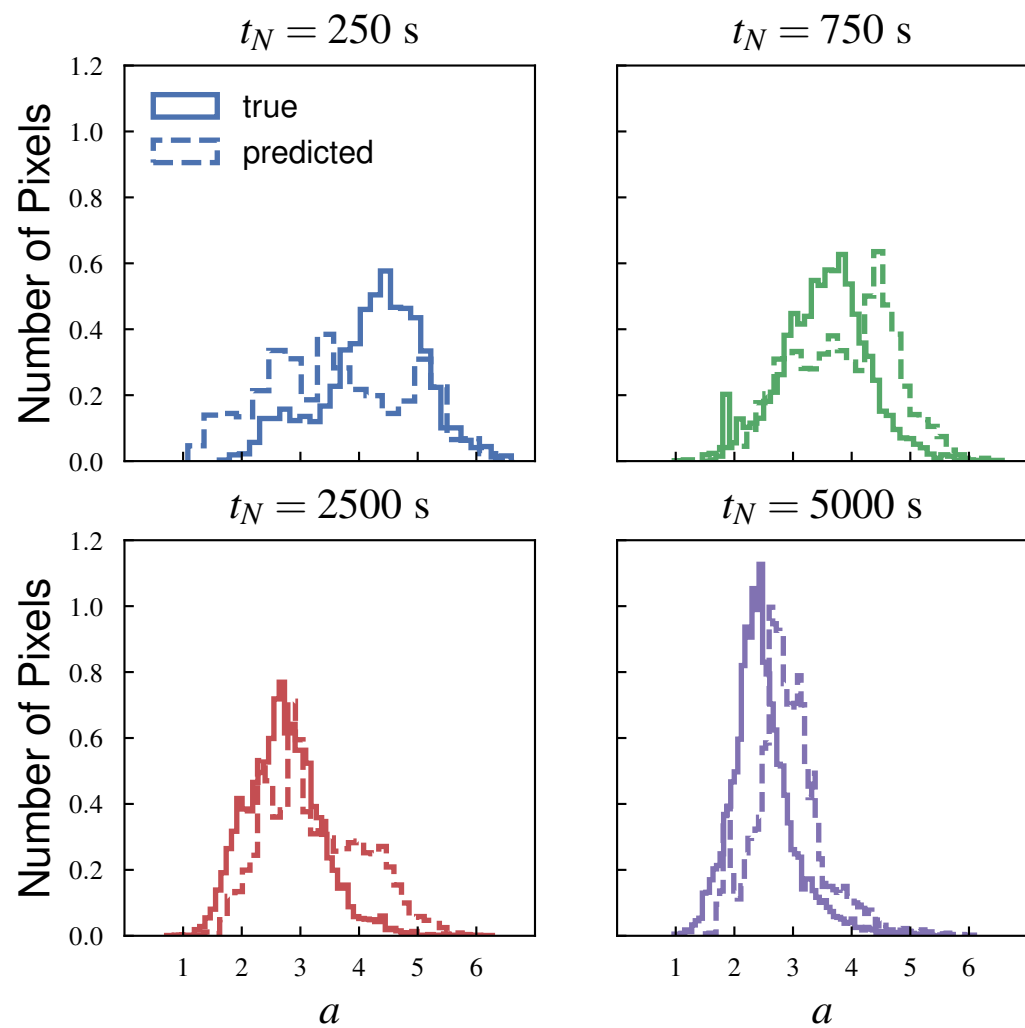 t_N = 250 s
t_N = 750 s
1.2
1.0
0.8
0.6
0.4
0.2
0.0
Number of Pixels
true
predicted
t_N = 2500 s
t_N = 5000 s
1.2
1.0
0.8
0.6
0.4
0.2
0.0
Number of Pixels
1 2 3 4 5 6
1 2 3 4 5 6
a
a